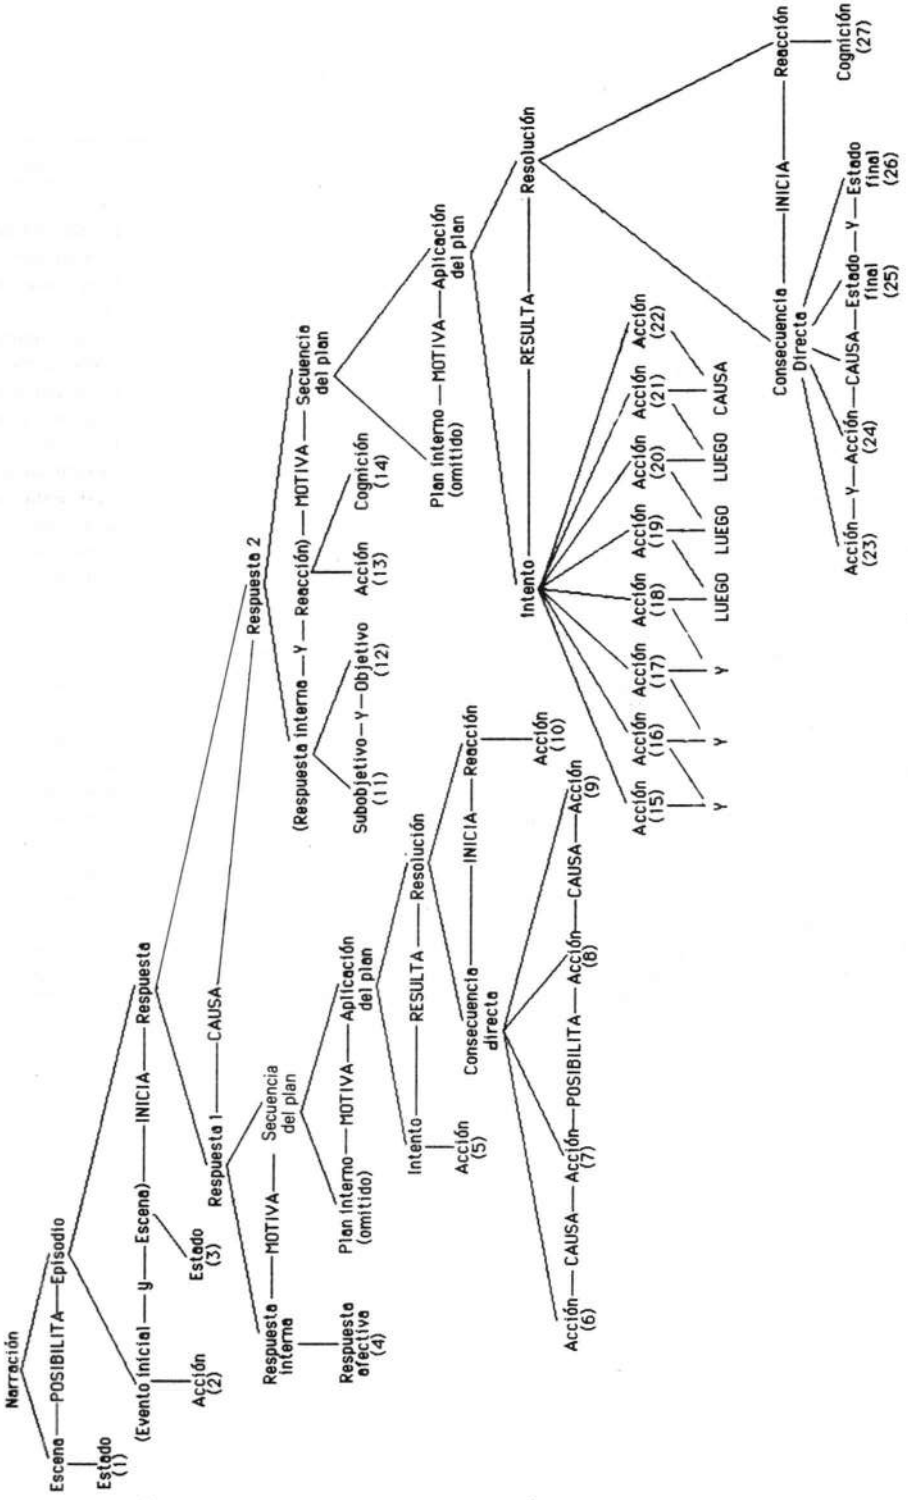 Narración
Escena — POSIBILITA — Episodio
Estado
(1)
(Evento inicial — y — Escena) — INICIA — Respuesta
Acción
(2)
Estado
(3)
Respuesta 1 — CAUSA — Respuesta 2
Respuesta
interna
— MOTIVA —
Secuencia
del plan
Respuesta
afectiva
(4)
Plan interno — MOTIVA — Aplicación
(omitido)
del plan
Intento — RESULTA — Resolución
Acción
(5)
Consecuencia — INICIA — Reacción
directa
Acción
(10)
Acción — CAUSA — Acción — POSIBILITA — Acción — CAUSA — Acción
(6)
(7)
(8)
(9)
(Respuesta interna — Y — Reacción) — MOTIVA — Secuencia
del plan
Subobjetivo — Y — Objetivo
(11)
(12)
Acción
(13)
Cognición
(14)
Plan interno — MOTIVA — Aplicación
(omitido)
del plan
Intento — RESULTA — Resolución
Acción Acción Acción Acción Acción Acción Acción Acción
(15) (16) (17) (18) (19) (20) (21) (22)
Y Y Y LUEGO LUEGO LUEGO CAUSA
Consecuencia — INICIA — Reacción
Directa
Cognición
(27)
Acción — Y — Acción — CAUSA — Estado — Y — Estado
final
final
(23)
(24)
(25)
(26)